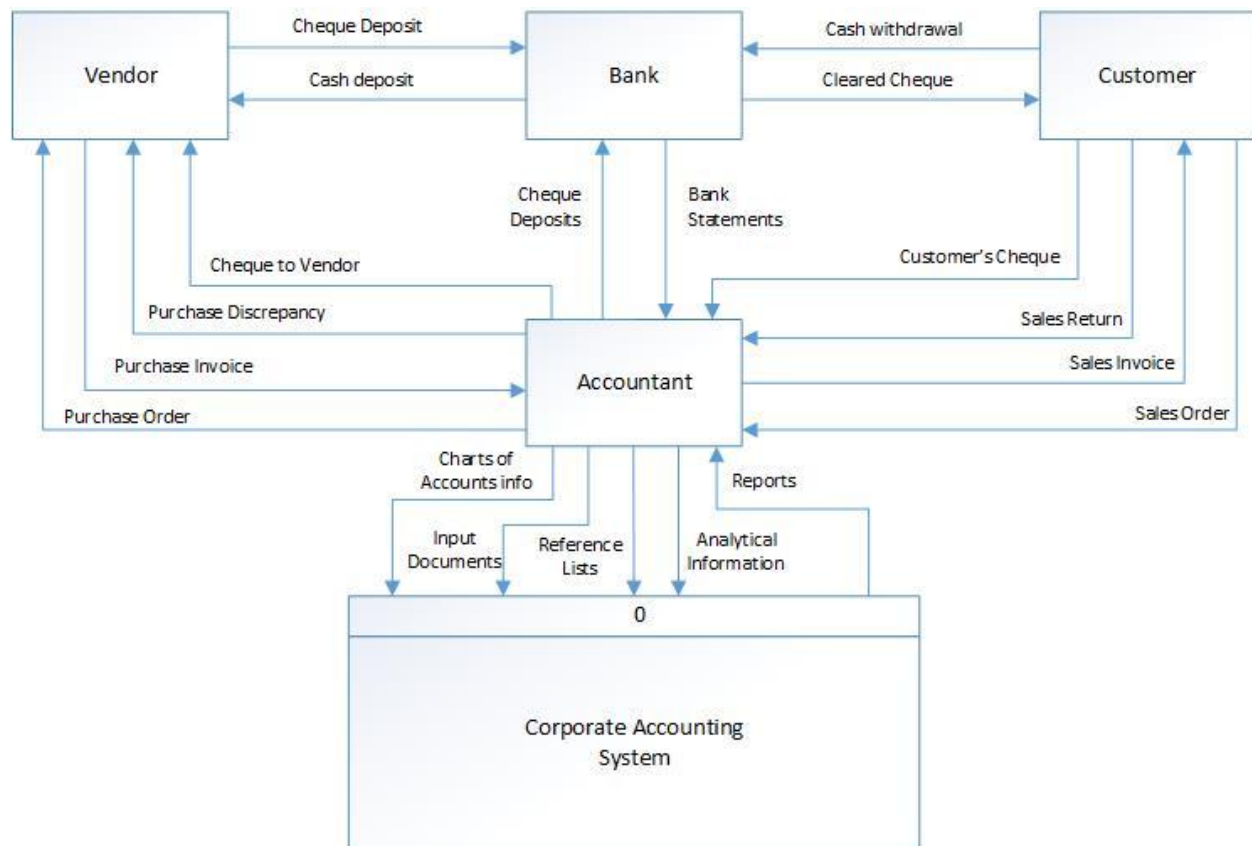 Cheque Deposit
Cash withdrawal
Vendor
Bank
Customer
Cash deposit
Cleared Cheque
Cheque
Deposits
Bank
Statements
Cheque to Vendor
Customer's Cheque
Purchase Discrepancy
Sales Return
Purchase Invoice
Accountant
Sales Invoice
Purchase Order
Sales Order
Charts of
Accounts info
Reports
Input
Documents
Reference
Lists
Analytical
Information
0
Corporate Accounting
System